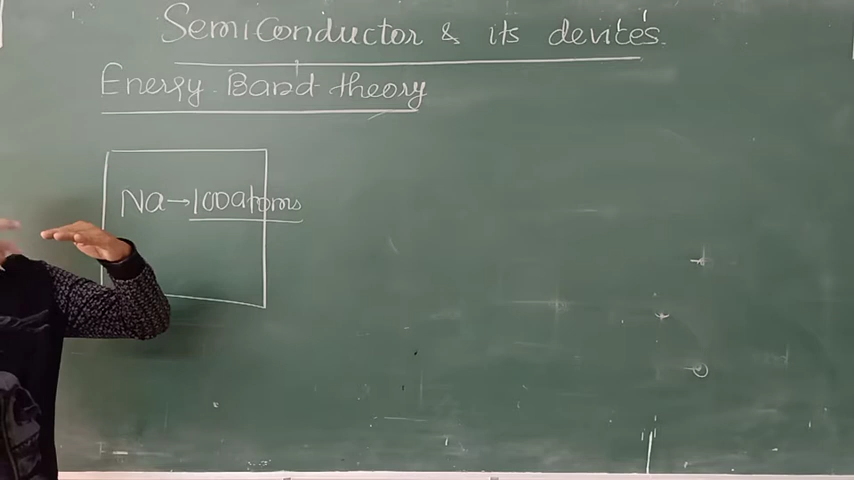 Semiconductor & its devices.
Energy Band theory
Na→100atoms